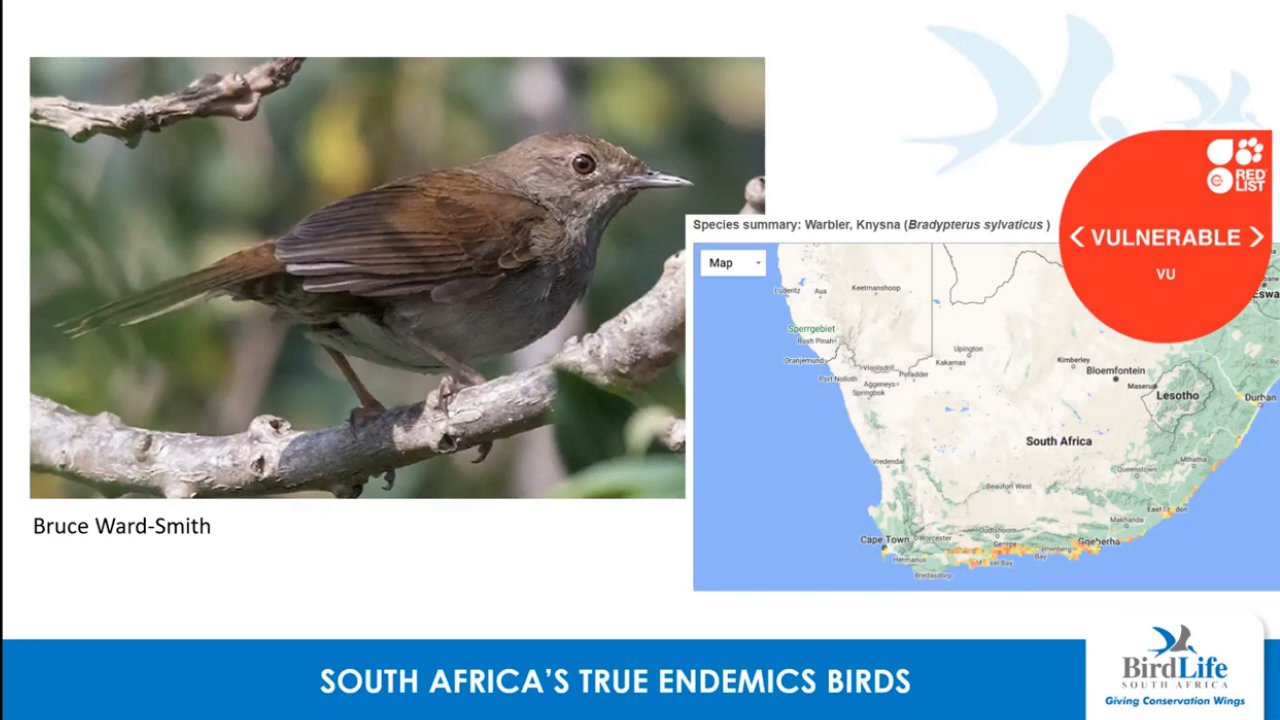 RED
LIST
Species summary: Warbler, Knysna (Bradypterus sylvaticus )
< VULNERABLE >
VU
Map
Luderitz
Aus
Keetmanshoop
Sperrgebiet
Rosh Pinah
Oranjemund
Upington
Kakamas
Kimberley
Vioolsdrif
Pofadder
Port Nolloth
Aggeneys
Springbok
Bloemfontein
Maseru
Lesotho
Durban
South Africa
Vredendal
Queenstown
Mthatha
Beaufort West
Makhanda
Cape Town
Worcester
Oudtshoorn
George
Gqeberha
Hermanus
Bredasdorp
Bruce Ward-Smith
SOUTH AFRICA'S TRUE ENDEMICS BIRDS
BirdLife
SOUTH AFRICA
Giving Conservation Wings